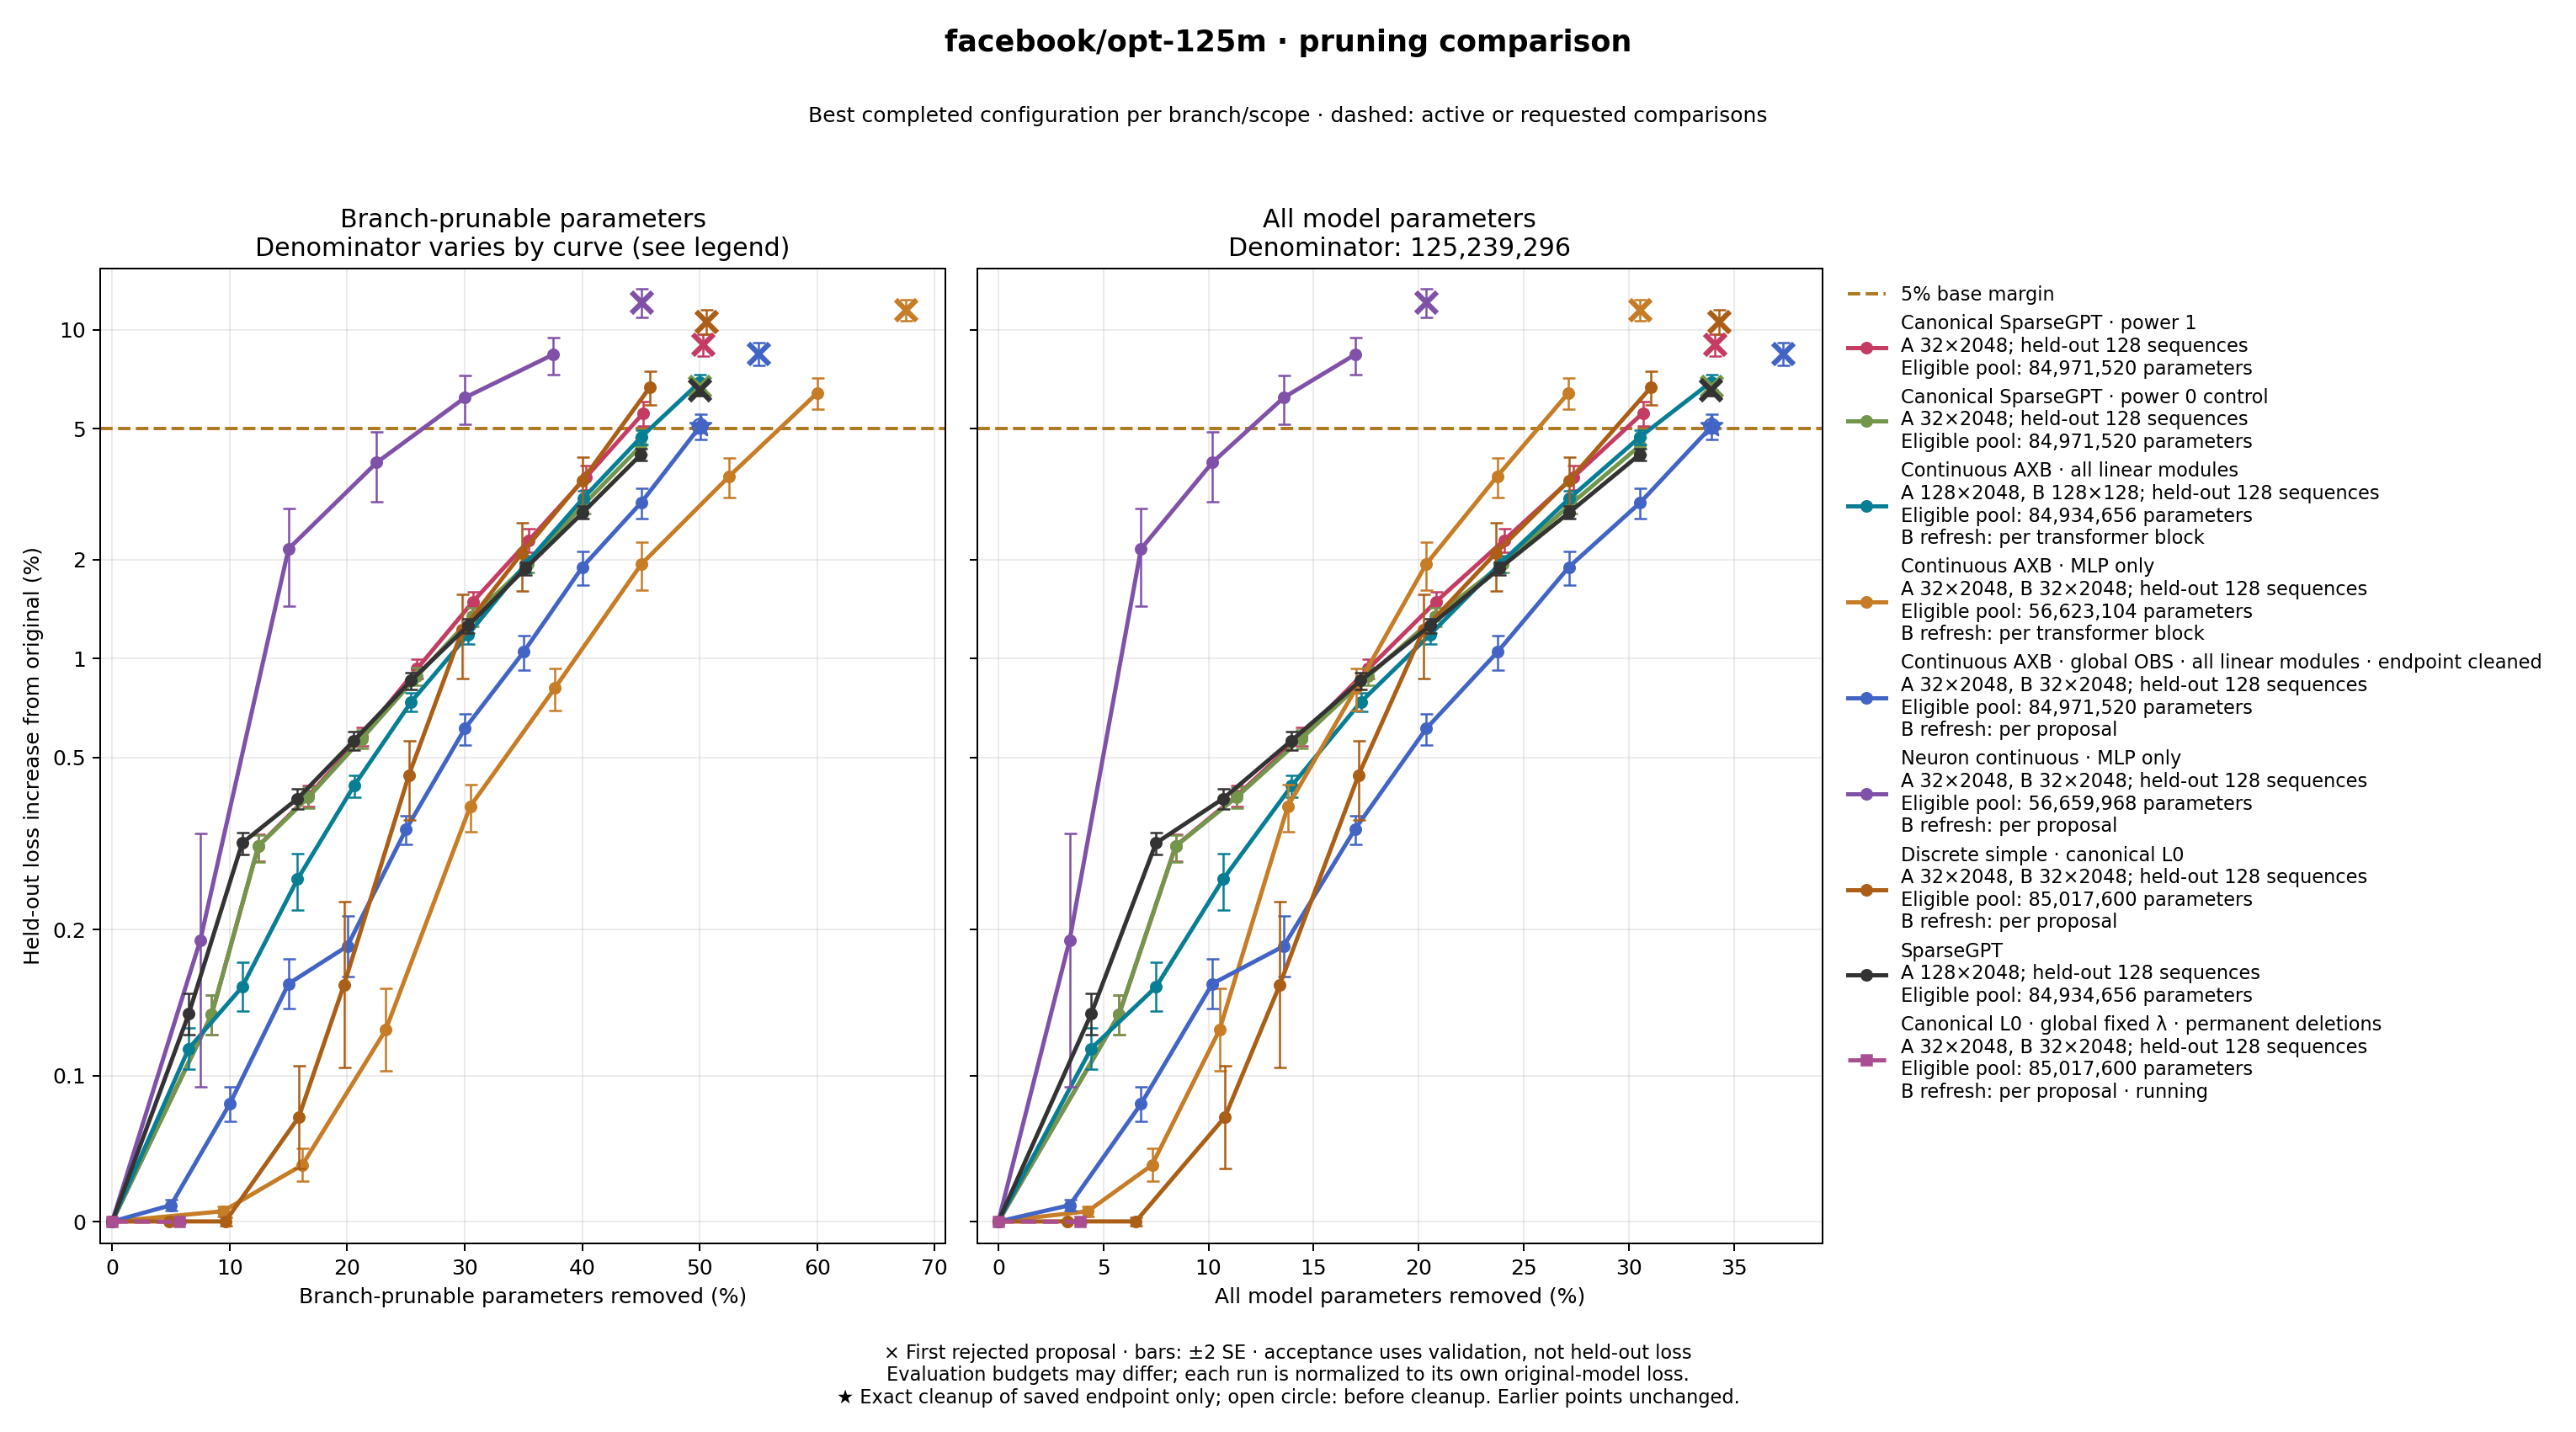 facebook/opt-125m · pruning comparison
Best completed configuration per branch/scope · dashed: active or requested comparisons
Branch-prunable parameters
Denominator varies by curve (see legend)
All model parameters
Denominator: 125,239,296
Held-out loss increase from original (%)
10
5
2
1
0.5
0.2
0.1
0
0 10 20 30 40 50 60 70
Branch-prunable parameters removed (%)
0 5 10 15 20 25 30 35
All model parameters removed (%)
5% base margin
Canonical SparseGPT · power 1
A 32×2048; held-out 128 sequences
Eligible pool: 84,971,520 parameters
Canonical SparseGPT · power 0 control
A 32×2048; held-out 128 sequences
Eligible pool: 84,971,520 parameters
Continuous AXB · all linear modules
A 128×2048, B 128×128; held-out 128 sequences
Eligible pool: 84,934,656 parameters
B refresh: per transformer block
Continuous AXB · MLP only
A 32×2048, B 32×2048; held-out 128 sequences
Eligible pool: 56,623,104 parameters
B refresh: per transformer block
Continuous AXB · global OBS · all linear modules · endpoint cleaned
A 32×2048, B 32×2048; held-out 128 sequences
Eligible pool: 84,971,520 parameters
B refresh: per proposal
Neuron continuous · MLP only
A 32×2048, B 32×2048; held-out 128 sequences
Eligible pool: 56,659,968 parameters
B refresh: per proposal
Discrete simple · canonical L0
A 32×2048, B 32×2048; held-out 128 sequences
Eligible pool: 85,017,600 parameters
B refresh: per proposal
SparseGPT
A 128×2048; held-out 128 sequences
Eligible pool: 84,934,656 parameters
Canonical L0 · global fixed λ · permanent deletions
A 32×2048, B 32×2048; held-out 128 sequences
Eligible pool: 85,017,600 parameters
B refresh: per proposal · running
× First rejected proposal · bars: ±2 SE · acceptance uses validation, not held-out loss
Evaluation budgets may differ; each run is normalized to its own original-model loss.
★ Exact cleanup of saved endpoint only; open circle: before cleanup. Earlier points unchanged.